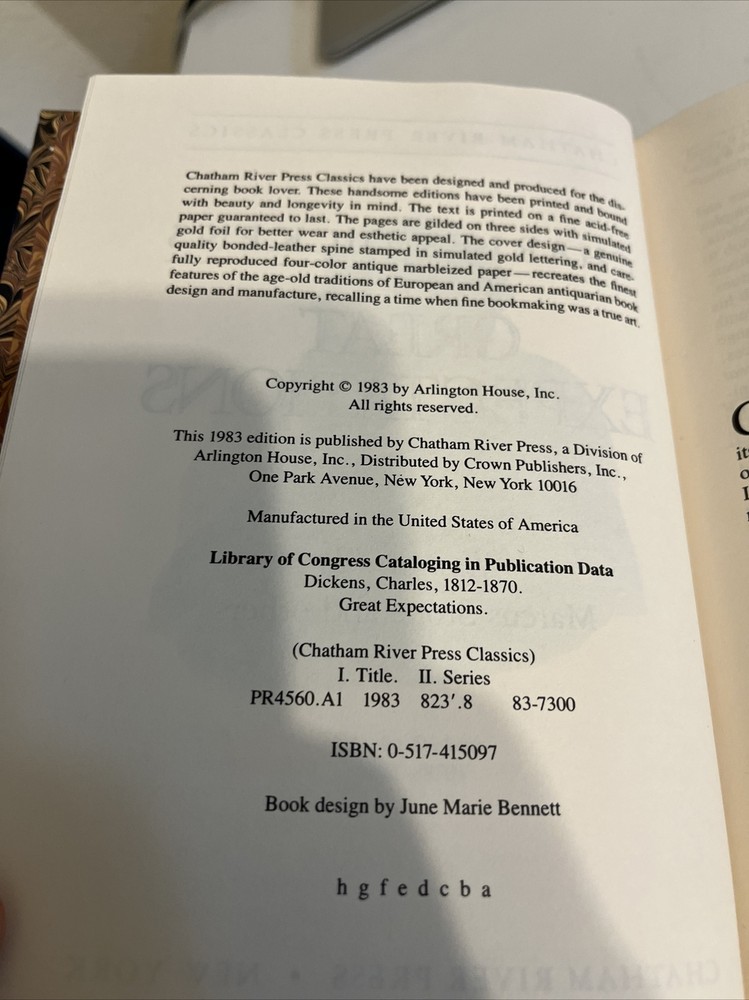 Chatham River Press Classics have been designed and produced for the dis-
cerning book lover. These handsome editions have been printed and bound
with beauty and longevity in mind. The text is printed on a fine acid-free
paper guaranteed to last. The pages are gilded on three sides with simulated
gold foil for better wear and esthetic appeal. The cover design—a genuine
quality bonded-leather spine stamped in simulated gold lettering, and care-
fully reproduced four-color antique marbleized paper—recreates the finest
features of the age-old traditions of European and American antiquarian book
design and manufacture, recalling a time when fine bookmaking was a true art.
Copyright © 1983 by Arlington House, Inc.
All rights reserved.
This 1983 edition is published by Chatham River Press, a Division of
Arlington House, Inc., Distributed by Crown Publishers, Inc.,
One Park Avenue, New York, New York 10016
Manufactured in the United States of America
Library of Congress Cataloging in Publication Data
Dickens, Charles, 1812-1870.
Great Expectations.
(Chatham River Press Classics)
I. Title. II. Series
PR4560.A1 1983 823′.8 83-7300
ISBN: 0-517-415097
Book design by June Marie Bennett
h g f e d c b a